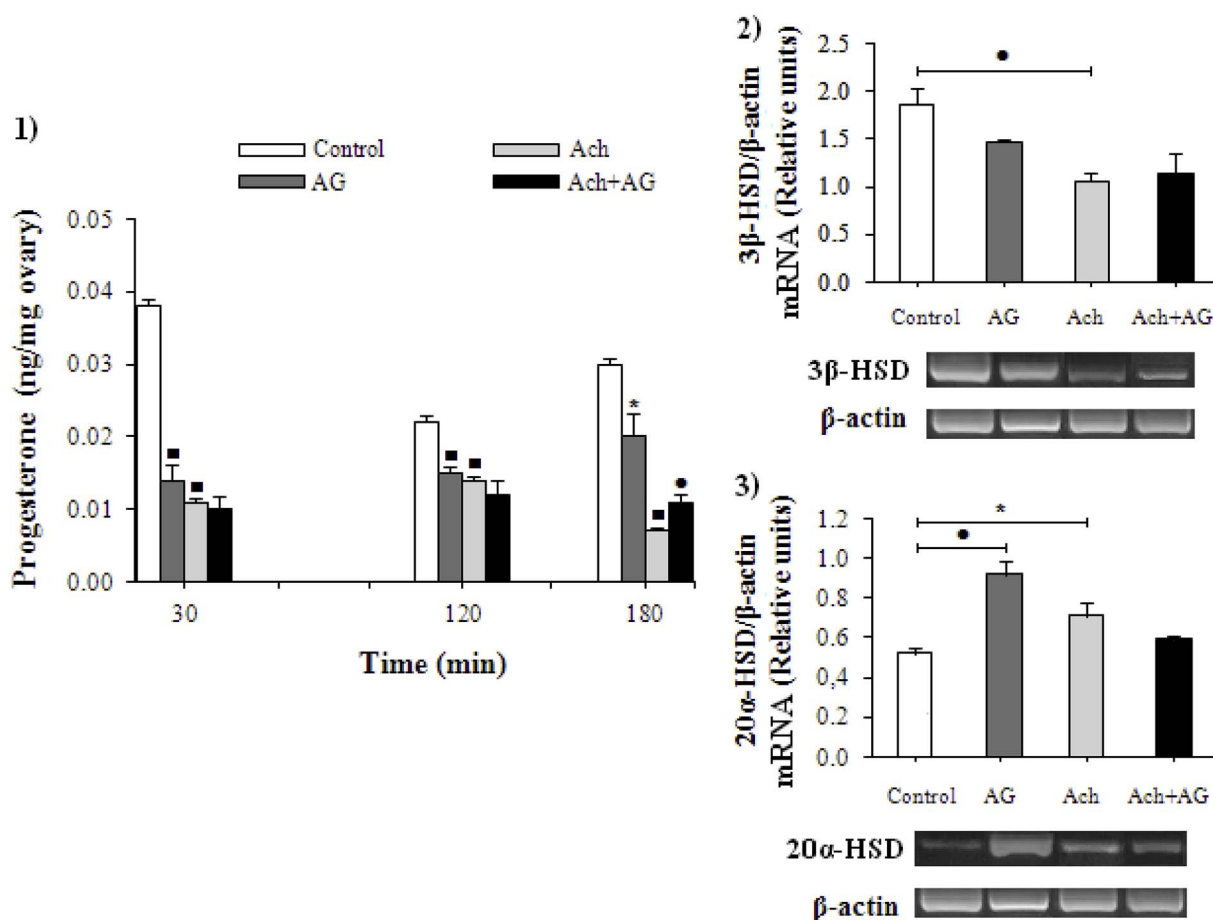 1)
Control
Ach
AG
Ach+AG
Progesterone (ng/mg ovary)
0.05
0.04
0.03
0.02
0.01
0.00
*
30
120
180
Time (min)
2)
3β-HSD/β-actin
mRNA (Relative units)
2.5
2.0
1.5
1.0
0.5
0.0
Control AG Ach Ach+AG
3β-HSD
β-actin
3)
20α-HSD/β-actin
mRNA (Relative units)
1.2
1.0
0.8
0.6
0,4
0.2
0.0
*
Control AG Ach Ach+AG
20α-HSD
β-actin